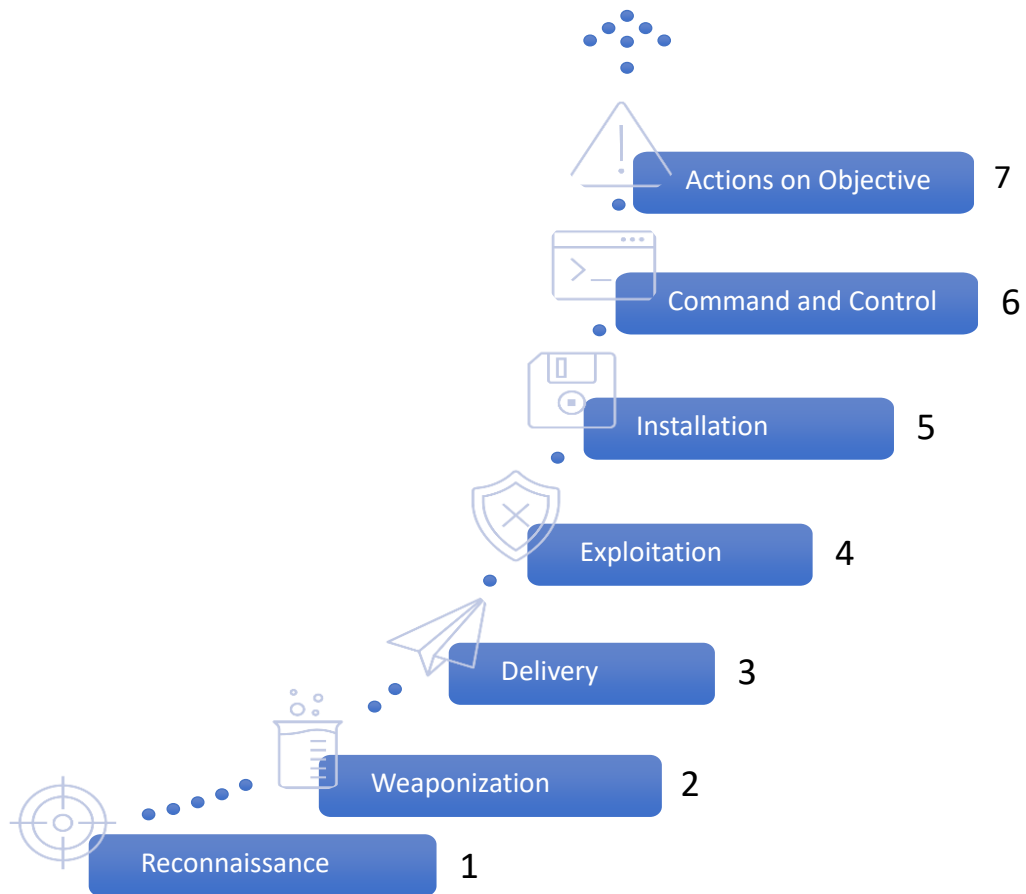 Actions on Objective 7
Command and Control 6
Installation 5
Exploitation 4
Delivery 3
Weaponization 2
Reconnaissance 1